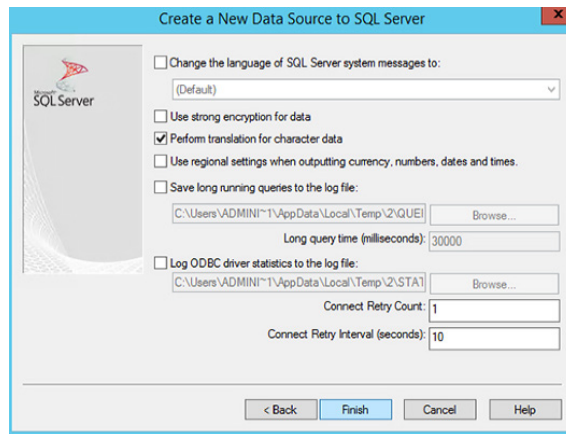 Create a New Data Source to SQL Server
x
Microsoft
SQL Server
Change the language of SQL Server system messages to:
(Default)
Use strong encryption for data
Perform translation for character data
Use regional settings when outputting currency, numbers, dates and times.
Save long running queries to the log file:
C:\Users\ADMINI~1\AppData\Local\Temp\2\QUEI Browse...
Long query time (milliseconds): 30000
Log ODBC driver statistics to the log file:
C:\Users\ADMINI~1\AppData\Local\Temp\2\STAT Browse...
Connect Retry Count: 1
Connect Retry Interval (seconds): 10
< Back Finish Cancel Help